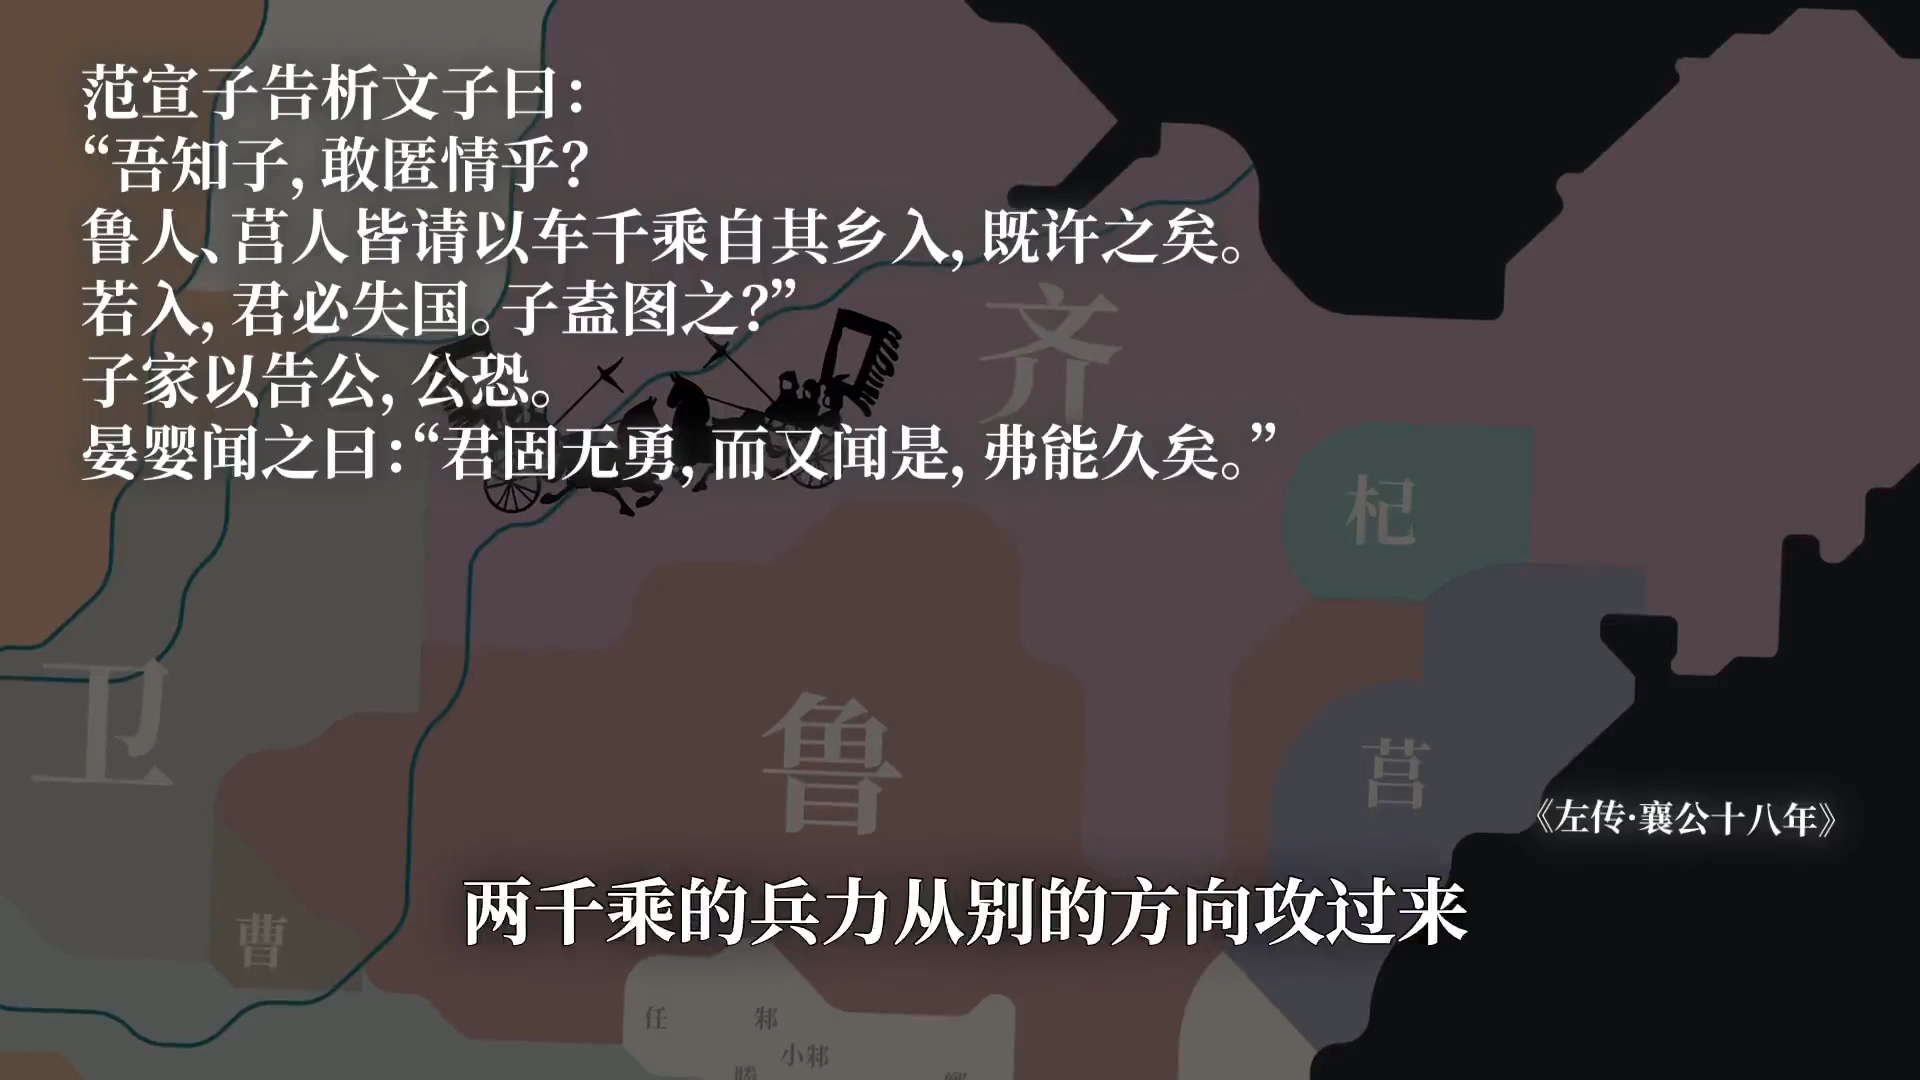 范宣子告析文子曰：
“吾知子，敢匿情乎？
鲁人、莒人皆请以车千乘自其乡入，既许之矣。
若入，君必失国。子盍图之？”
子家以告公，公恐。
晏婴闻之曰：“君固无勇，而又闻是，弗能久矣。”
齐
杞
卫
鲁
莒
《左传·襄公十八年》
两千乘的兵力从别的方向攻过来
曹
任
邾
小邾
滕